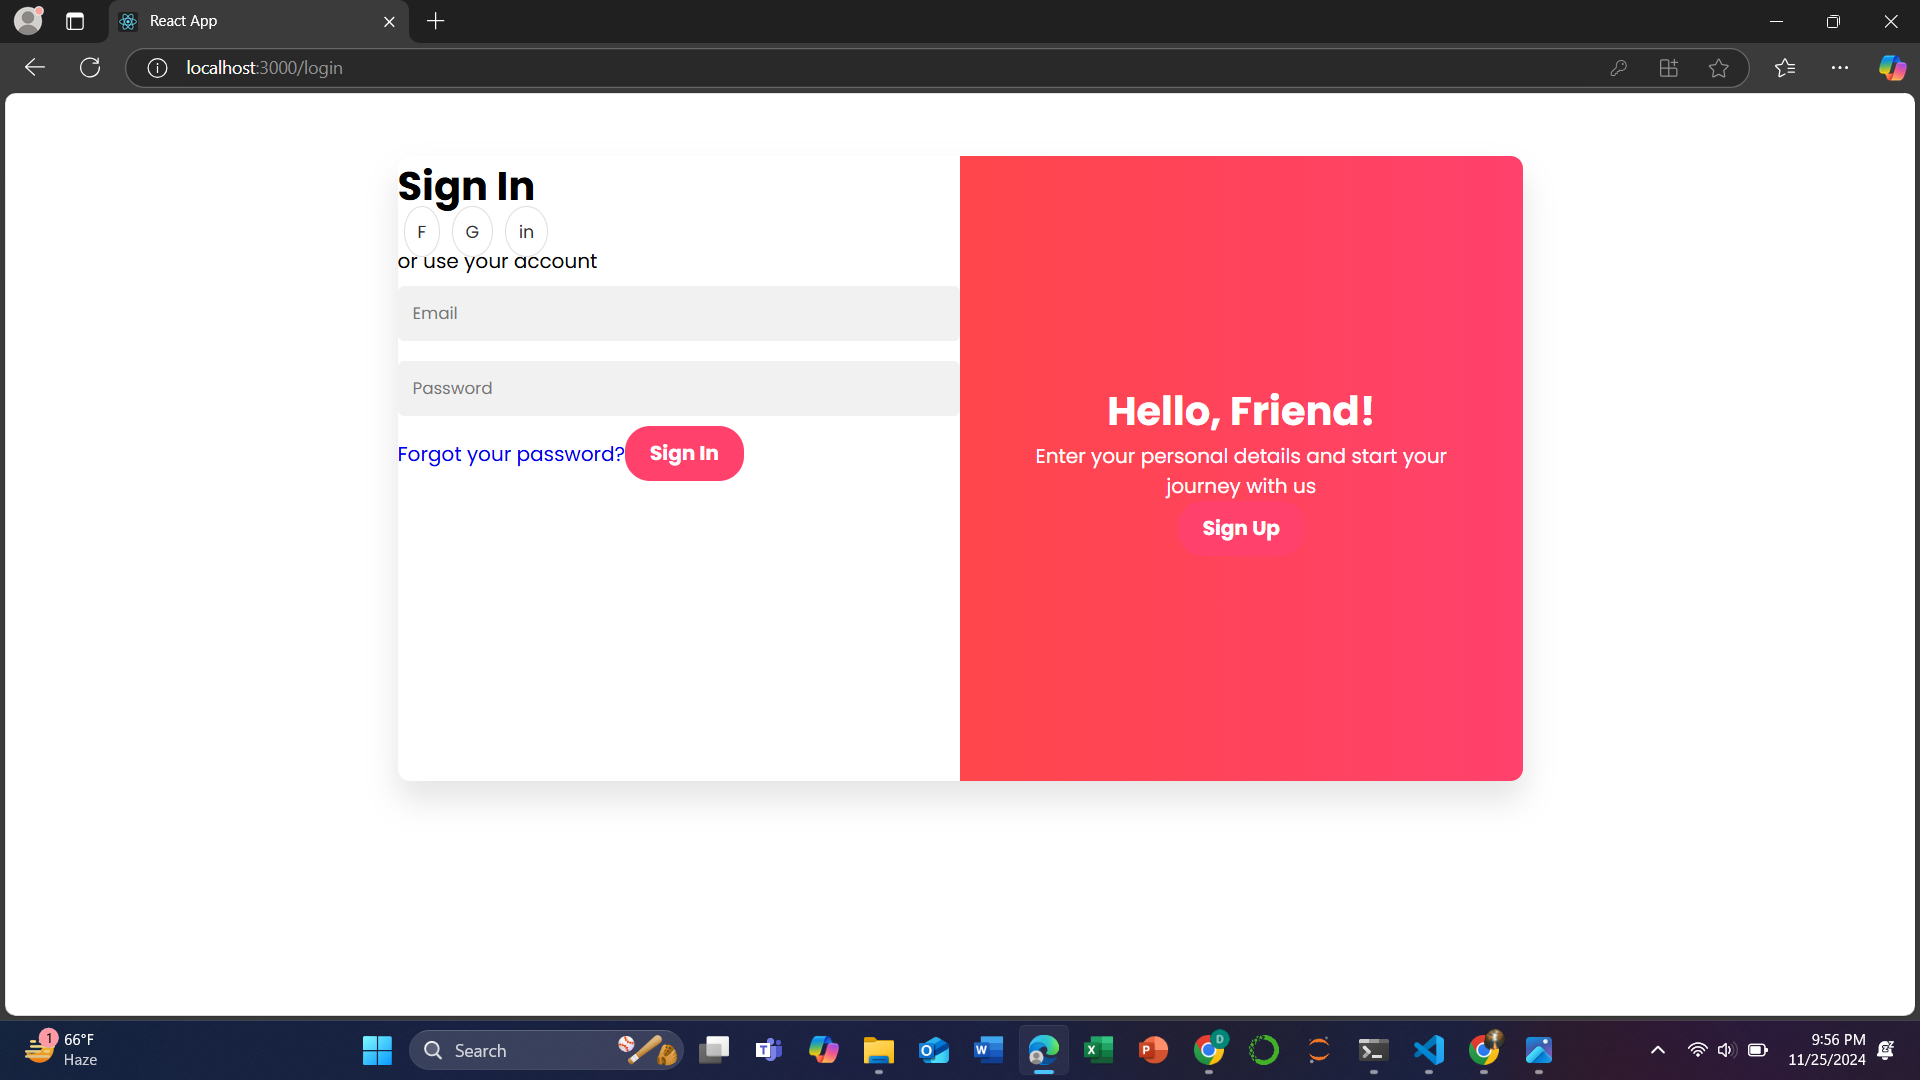 React App
localhost:3000/login
Sign In
F G in
or use your account
Email
Password
Forgot your password? Sign In
Hello, Friend!
Enter your personal details and start your
journey with us
Sign Up
1 66°F
Haze
Search
D
9:56 PM
11/25/2024